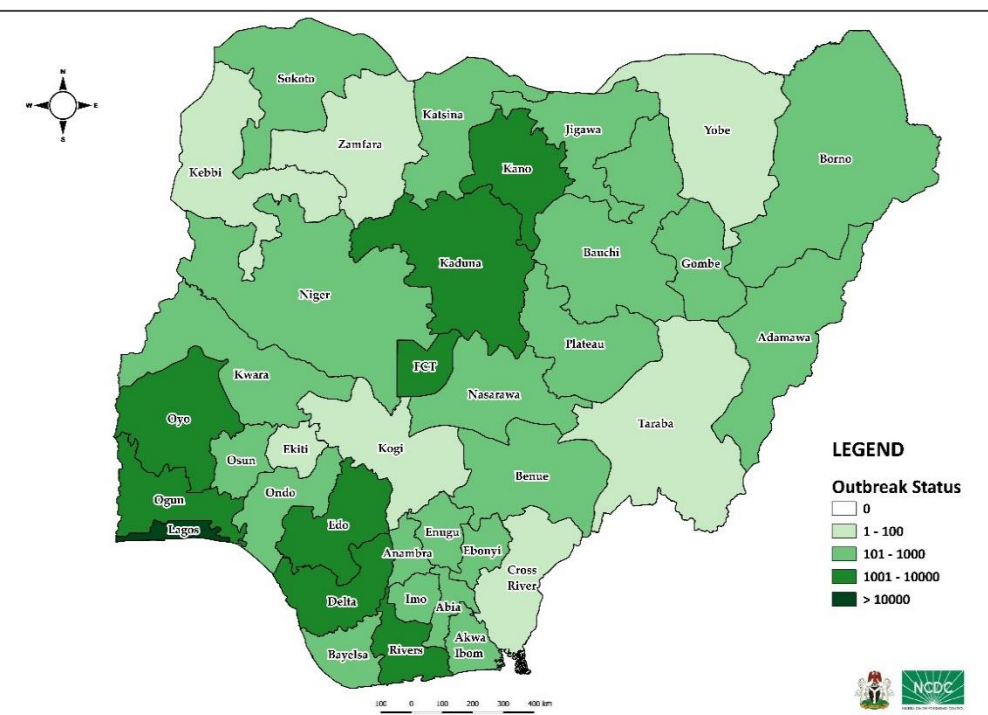 N
W E
S
Sokoto
Katsina
Jigawa
Yobe
Zamfara
Borno
Kebbi
Kano
Kaduna
Bauchi
Gombe
Niger
Adamawa
Plateau
FCT
Kwara
Nasarawa
Oyo
Taraba
Ekiti
Kogi
Osun
Benue
Ondo
Ogun
Edo
Lagos
Enugu
Anambra
Ebonyi
Cross
River
Delta
Imo
Abia
Akwa
Ibom
Bayelsa
Rivers
LEGEND
Outbreak Status
0
1 - 100
101 - 1000
1001 - 10000
> 10000
100 0 100 200 300 400 km
NCDC